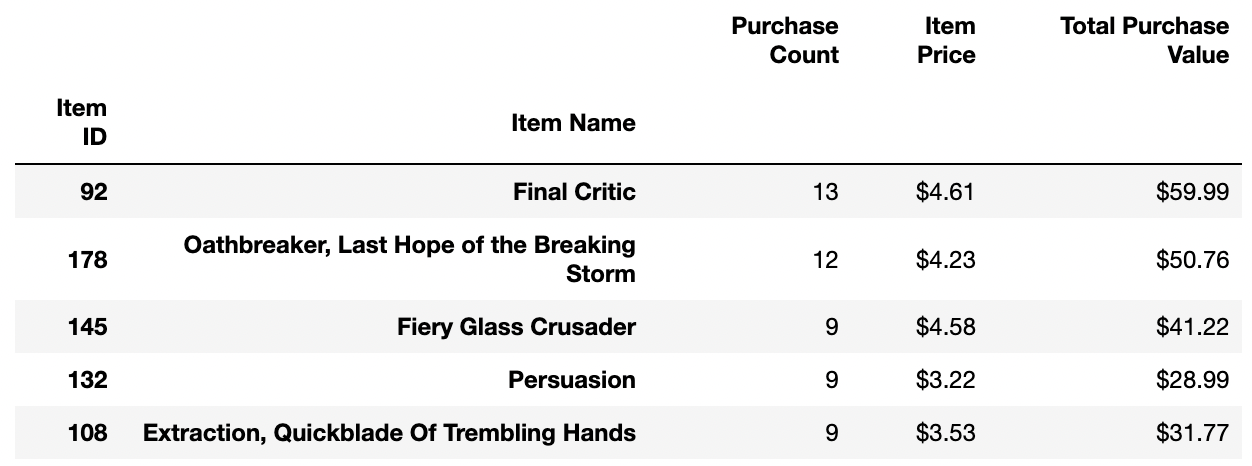 Purchase Item Total Purchase
Count Price Value
Item
ID Item Name
92 Final Critic 13 $4.61 $59.99
Oathbreaker, Last Hope of the Breaking
178 12 $4.23 $50.76
Storm
145 Fiery Glass Crusader 9 $4.58 $41.22
132 Persuasion 9 $3.22 $28.99
108 Extraction, Quickblade Of Trembling Hands 9 $3.53 $31.77